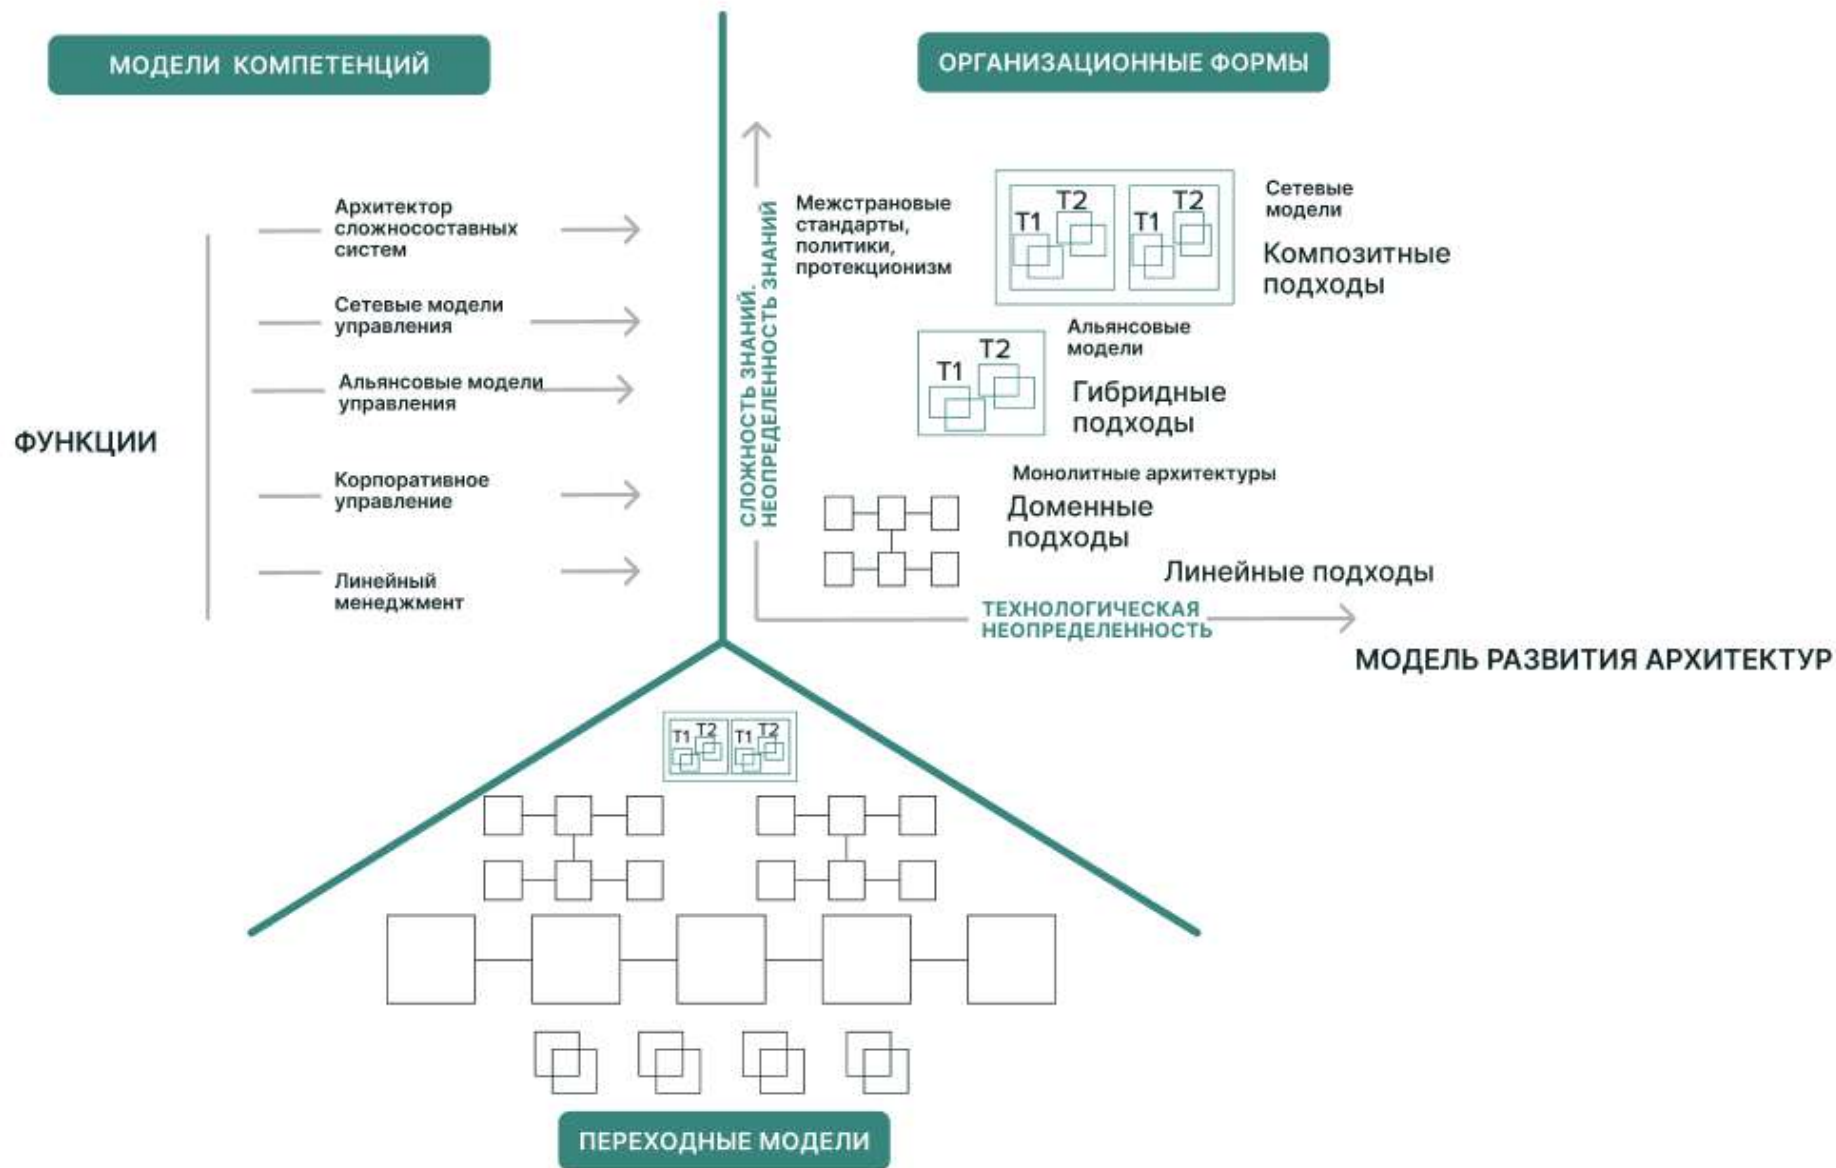 МОДЕЛИ КОМПЕТЕНЦИЙ
ФУНКЦИИ
Архитектор
сложносоставных
систем
Сетевые модели
управления
Альянсовые модели
управления
Корпоративное
управление
Линейный
менеджмент
ОРГАНИЗАЦИОННЫЕ ФОРМЫ
СЛОЖНОСТЬ ЗНАНИЙ.
НЕОПРЕДЕЛЕННОСТЬ ЗНАНИЙ
Межстрановые
стандарты,
политики,
протекционизм
T1 T2 T1 T2
Сетевые
модели
Композитные
подходы
T1 T2
Альянсовые
модели
Гибридные
подходы
Монолитные архитектуры
Доменные
подходы
Линейные подходы
ТЕХНОЛОГИЧЕСКАЯ
НЕОПРЕДЕЛЕННОСТЬ
МОДЕЛЬ РАЗВИТИЯ АРХИТЕКТУР
T1 T2 T1 T2
ПЕРЕХОДНЫЕ МОДЕЛИ